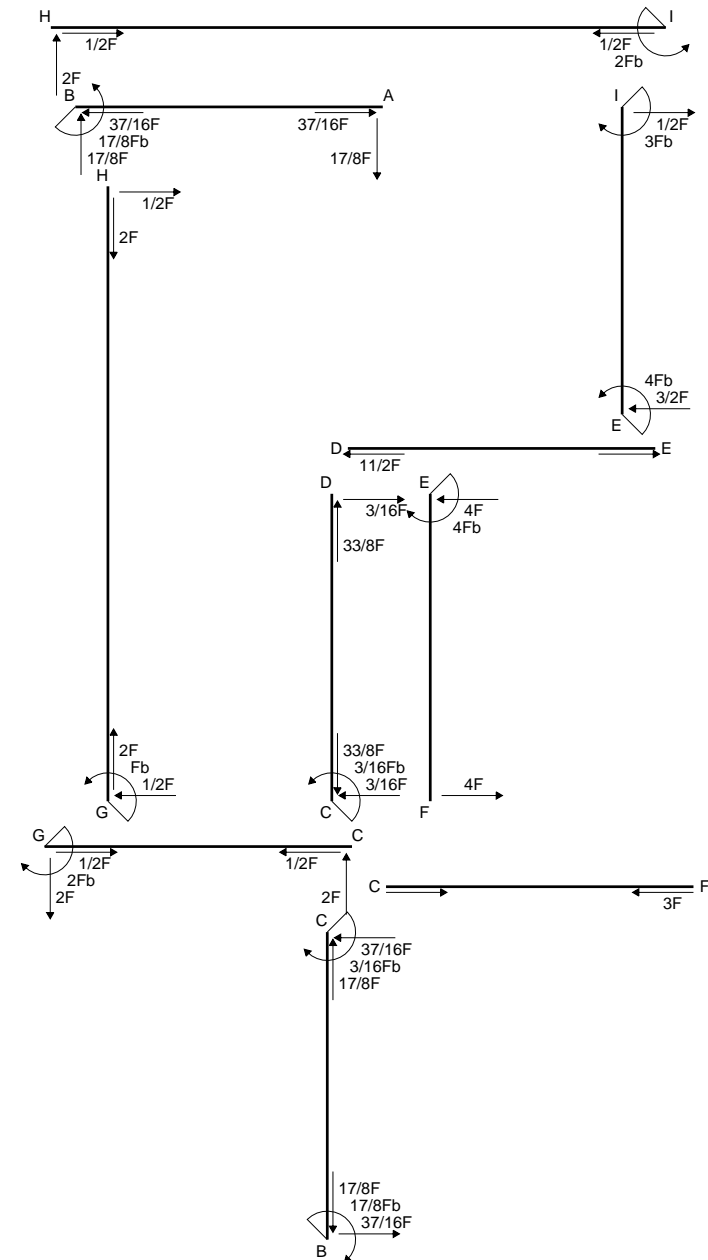 H I
1/2F 1/2F
2Fb
2F
B A I
37/16F 37/16F 1/2F
17/8Fb 3Fb
17/8F 17/8F
H
1/2F
2F
4Fb
3/2F
E
D E
11/2F
D E
3/16F 4F
4Fb
33/8F
2F 33/8F
Fb 3/16Fb
1/2F 3/16F 4F
G C F
G C
1/2F 1/2F
2Fb
2F 2F
C F
3F
C
37/16F
3/16Fb
17/8F
17/8F
17/8Fb
37/16F
B